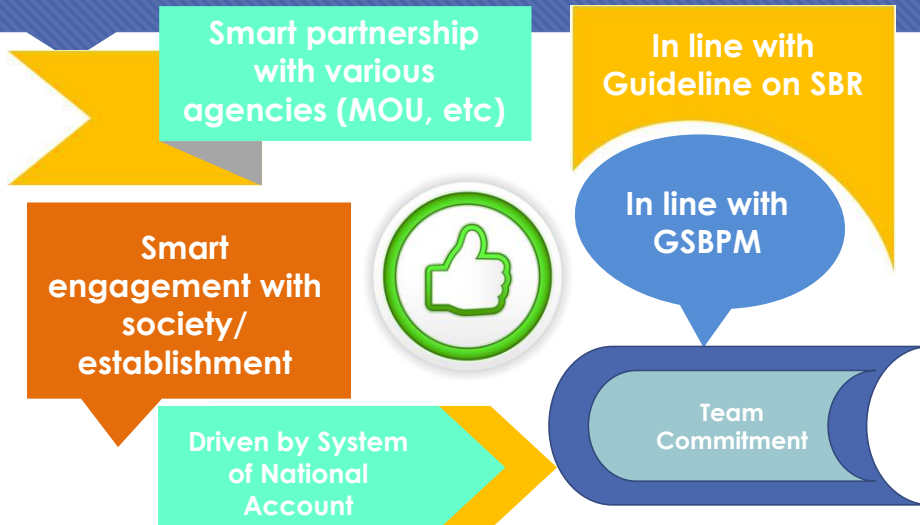 Smart partnership
with various
agencies (MOU, etc)
In line with
Guideline on SBR
In line with
GSBPM
Smart
engagement with
society/
establishment
Team
Commitment
Driven by System
of National
Account